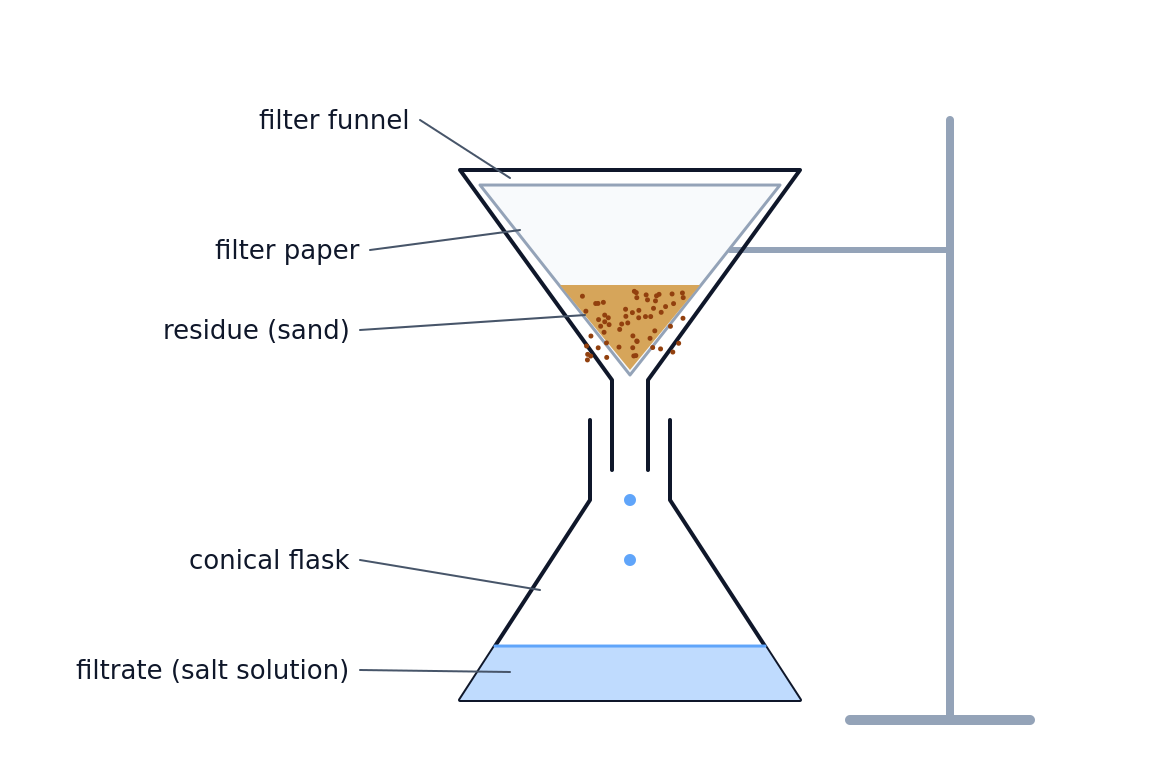 filter funnel
filter paper
residue (sand)
conical flask
filtrate (salt solution)